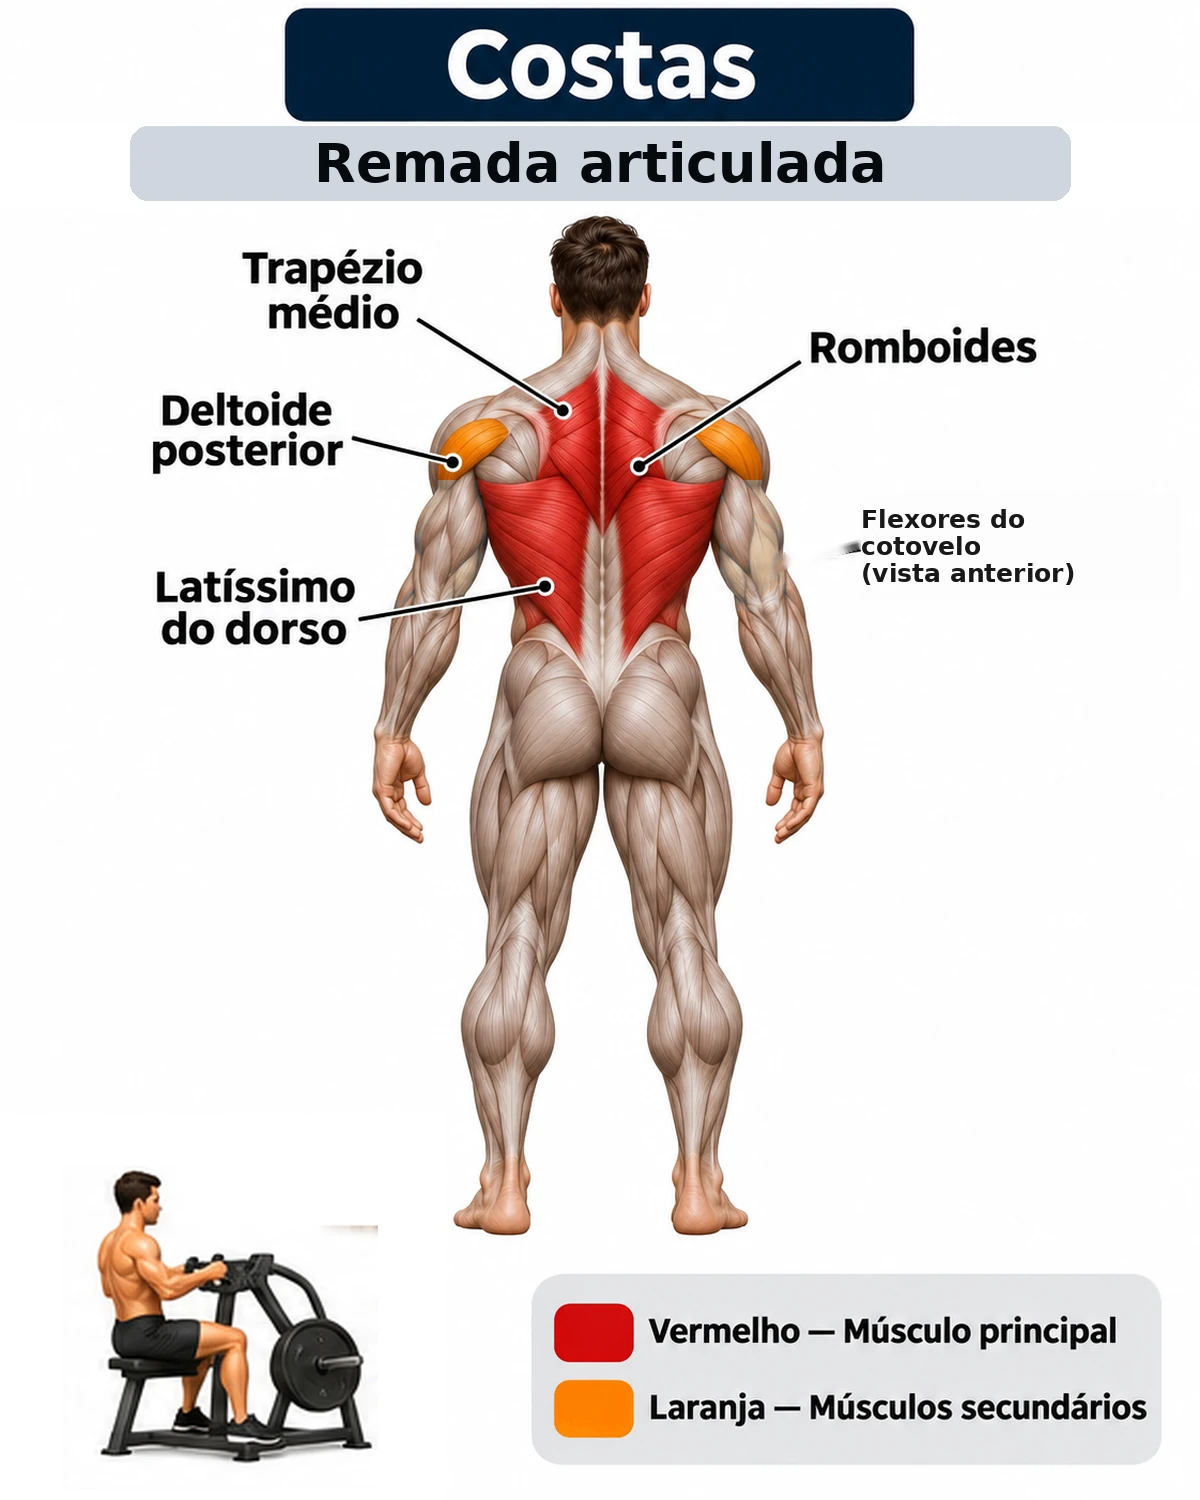 Costas
Remada articulada
Trapézio
médio
Romboides
Deltoide
posterior
Flexores do
cotovelo
(vista anterior)
Latíssimo
do dorso
Vermelho — Músculo principal
Laranja — Músculos secundários